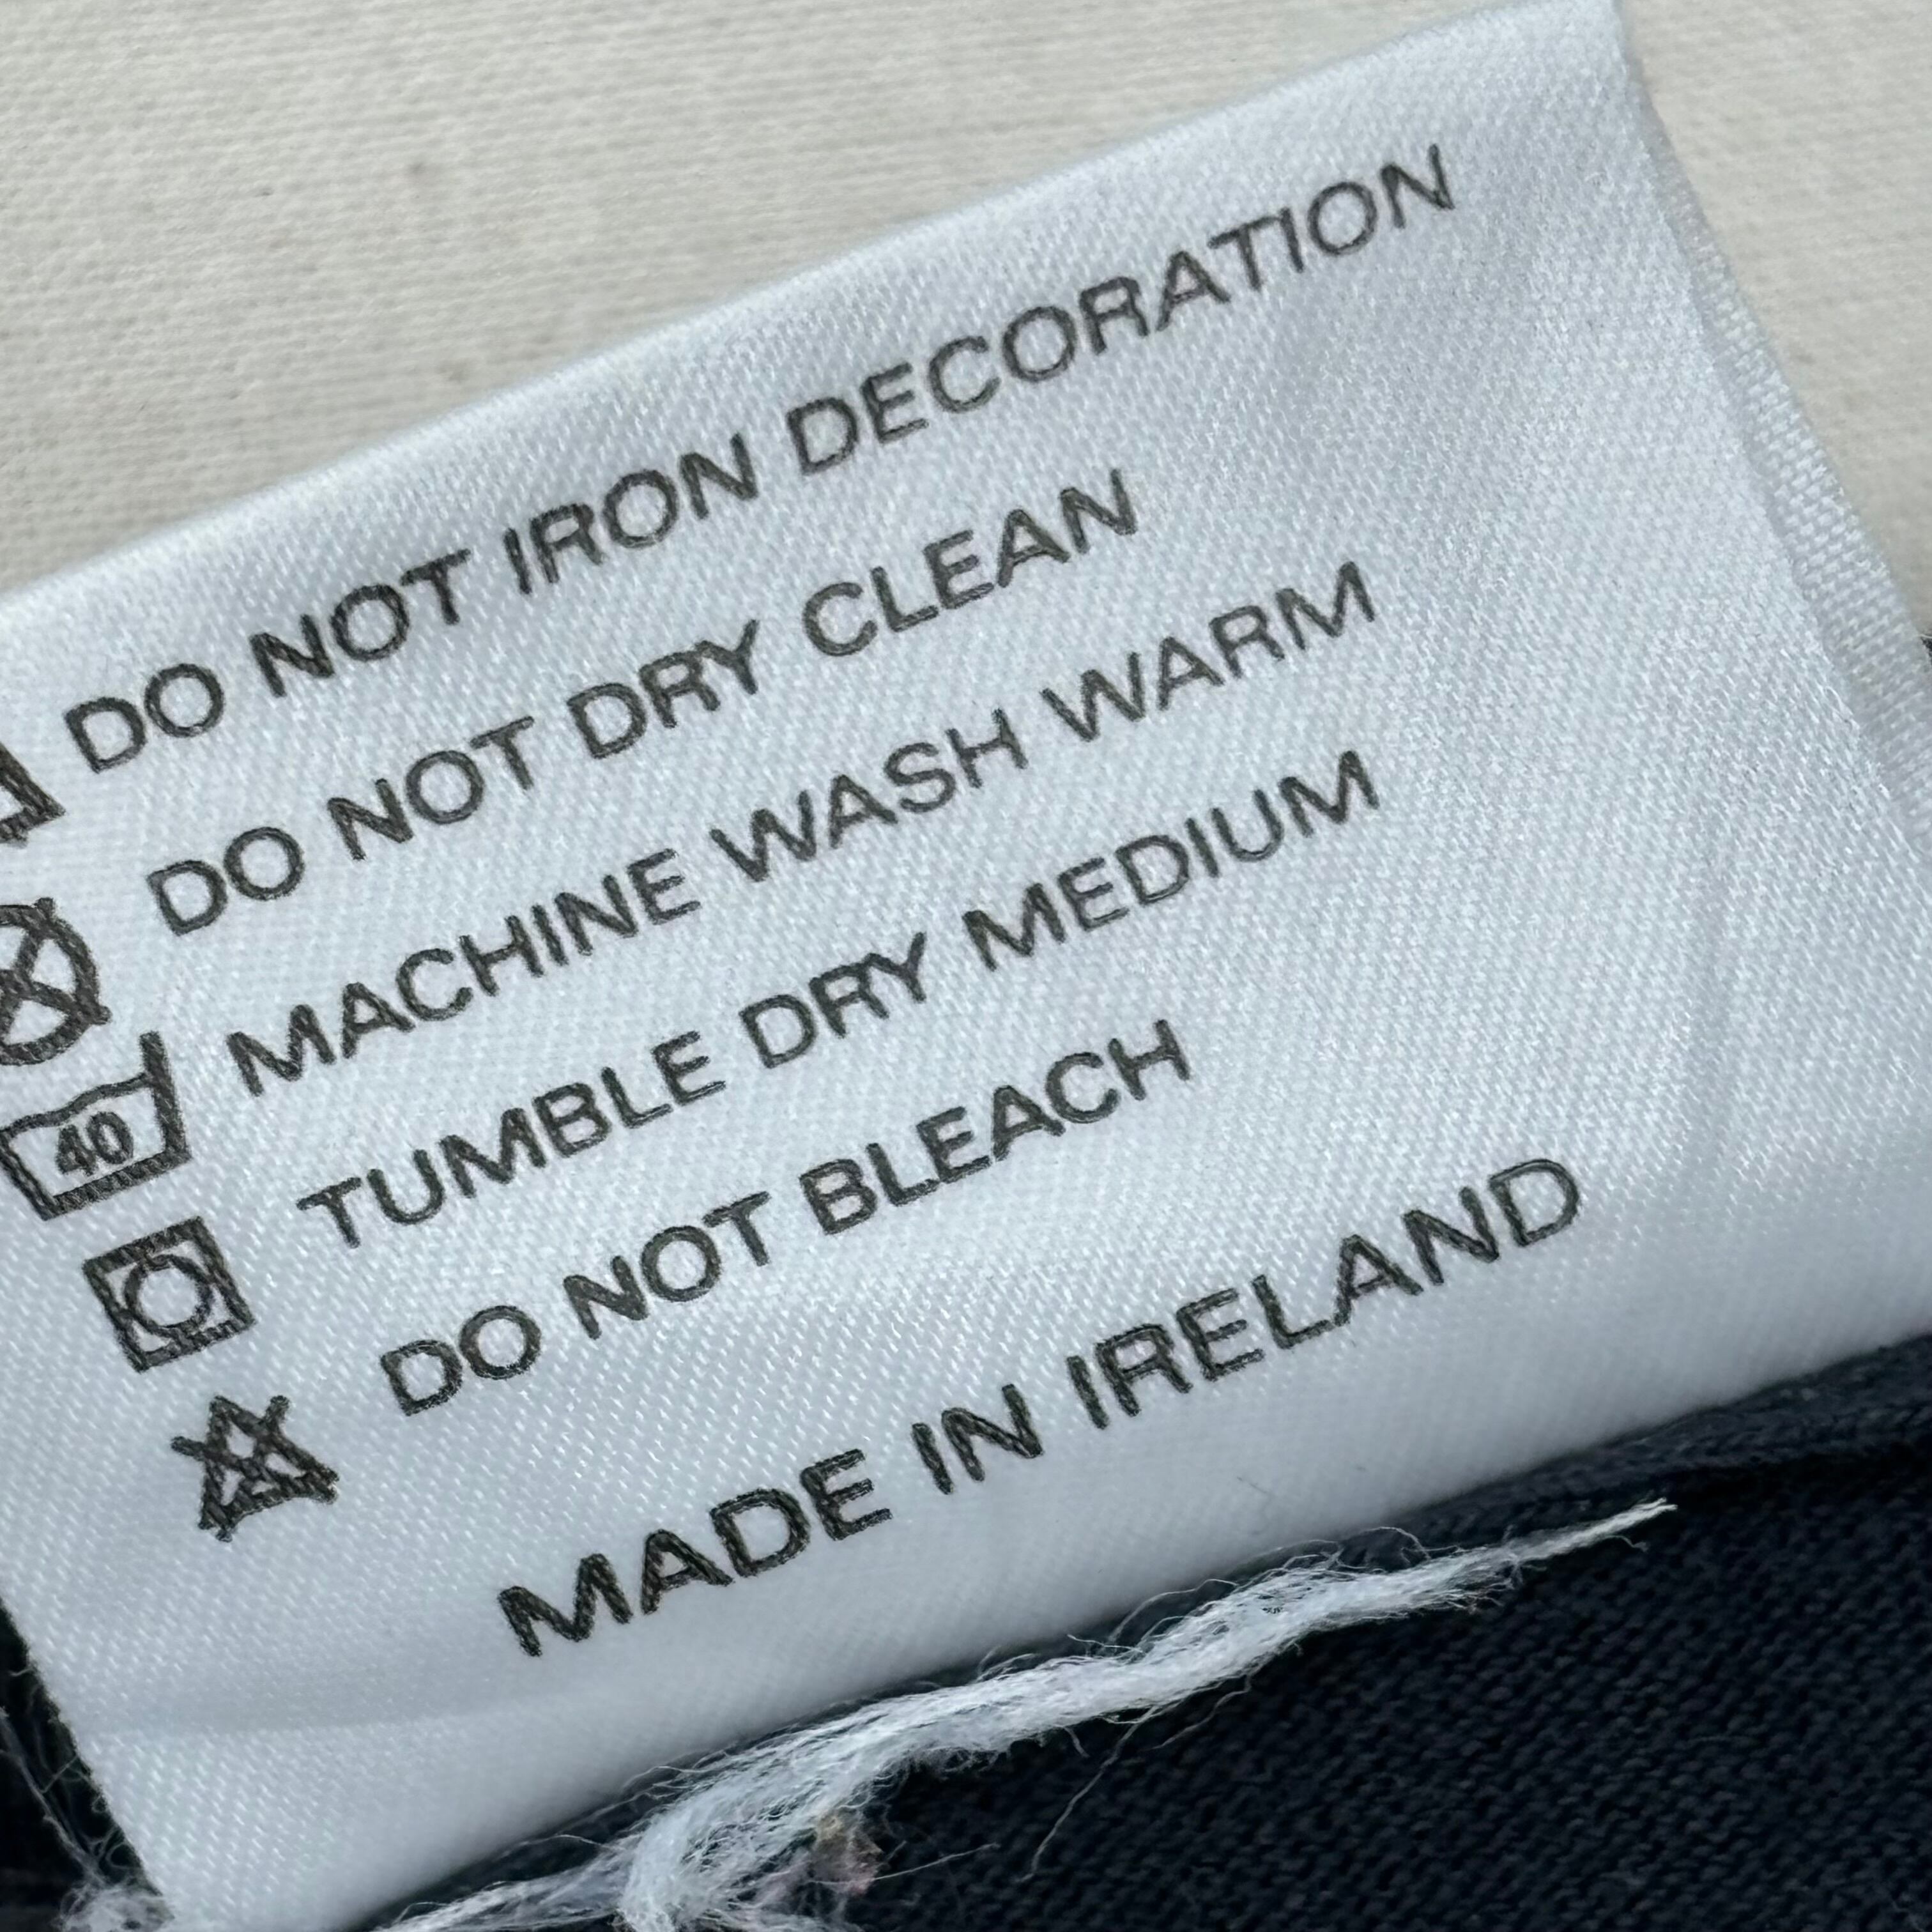 DO NOT IRON DECORATION
DO NOT DRY CLEAN
40 MACHINE WASH WARM
TUMBLE DRY MEDIUM
DO NOT BLEACH
MADE IN IRELAND